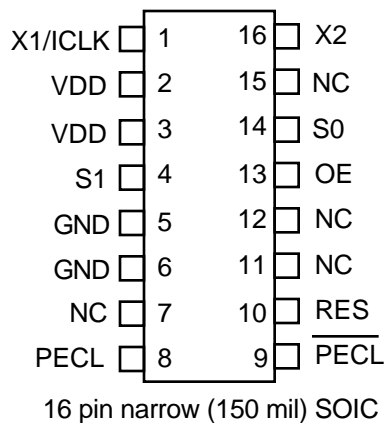 X1/ICLK 1 16 X2
VDD 2 15 NC
VDD 3 14 S0
S1 4 13 OE
GND 5 12 NC
GND 6 11 NC
NC 7 10 RES
PECL 8 9 P̅E̅C̅L̅
16 pin narrow (150 mil) SOIC